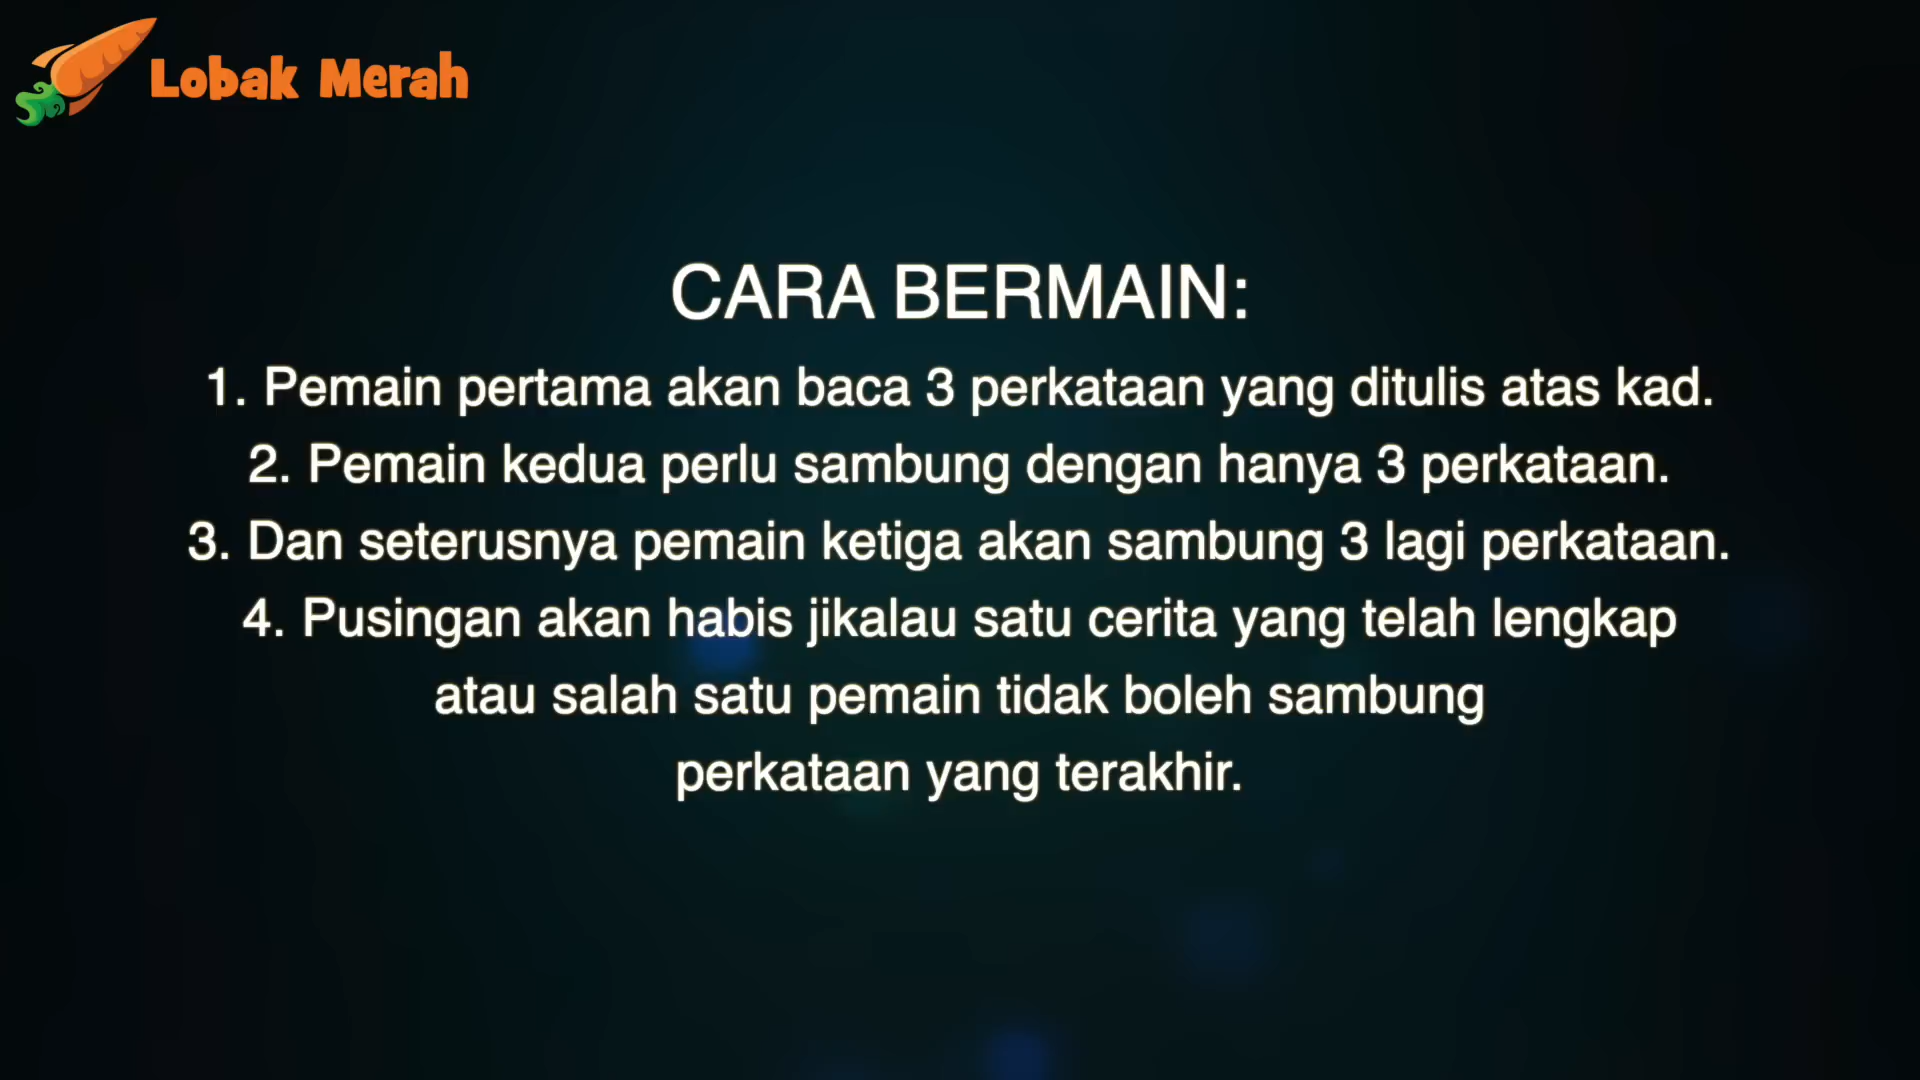 Lobak Merah
CARA BERMAIN:
1. Pemain pertama akan baca 3 perkataan yang ditulis atas kad.
2. Pemain kedua perlu sambung dengan hanya 3 perkataan.
3. Dan seterusnya pemain ketiga akan sambung 3 lagi perkataan.
4. Pusingan akan habis jikalau satu cerita yang telah lengkap
atau salah satu pemain tidak boleh sambung
perkataan yang terakhir.